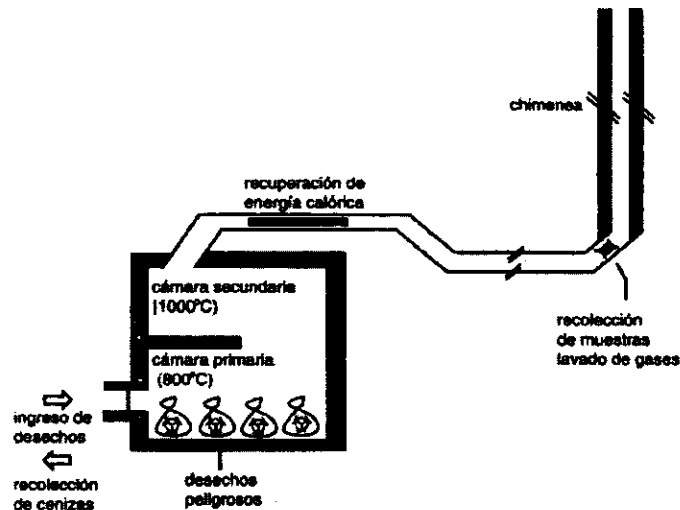 chimenea
recuperación de
energía calórica
cámara secundaria
(1000°C)
recolección
de muestras
lavado de gases
cámara primaria
(800°C)
ingreso de
desechos
recolección
de cenizas
desechos
peligrosos